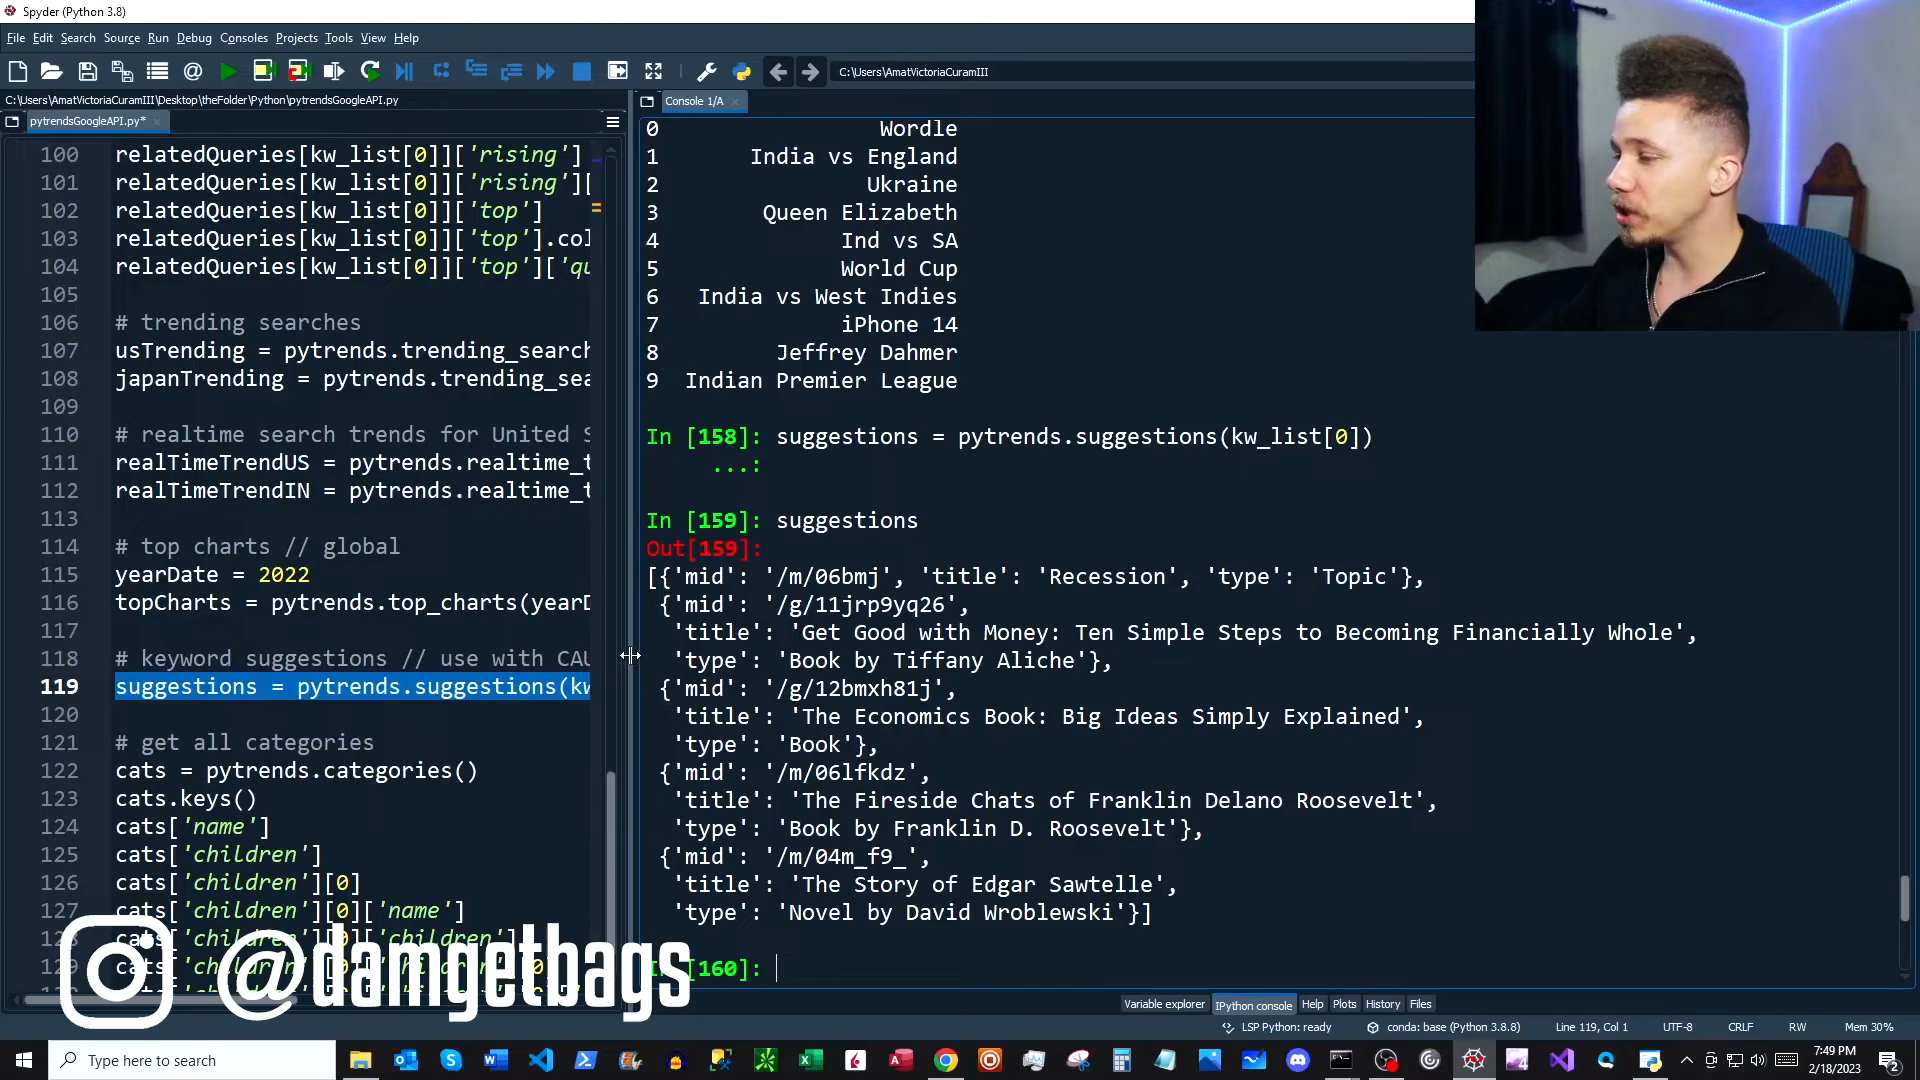 Spyder (Python 3.8)
File Edit Search Source Run Debug Consoles Projects Tools View Help
C:\Users\AmatVictoriaCuramIII
C:\Users\AmatVictoriaCuramIII\Desktop\theFolder\Python\pytrendsGoogleAPI.py
pytrendsGoogleAPI.py*
100 relatedQueries[kw_list[0]]['rising']
101 relatedQueries[kw_list[0]]['rising'][
102 relatedQueries[kw_list[0]]['top']
103 relatedQueries[kw_list[0]]['top'].col
104 relatedQueries[kw_list[0]]['top']['qu
105
106 # trending searches
107 usTrending = pytrends.trending_search
108 japanTrending = pytrends.trending_sea
109
110 # realtime search trends for United S
111 realTimeTrendUS = pytrends.realtime_t
112 realTimeTrendIN = pytrends.realtime_t
113
114 # top charts // global
115 yearDate = 2022
116 topCharts = pytrends.top_charts(yearD
117
118 # keyword suggestions // use with CAU
119 suggestions = pytrends.suggestions(kw
120
121 # get all categories
122 cats = pytrends.categories()
123 cats.keys()
124 cats['name']
125 cats['children']
126 cats['children'][0]
127 cats['children'][0]['name']
@damgetbags
Console 1/A
0 Wordle
1 India vs England
2 Ukraine
3 Queen Elizabeth
4 Ind vs SA
5 World Cup
6 India vs West Indies
7 iPhone 14
8 Jeffrey Dahmer
9 Indian Premier League
In [158]: suggestions = pytrends.suggestions(kw_list[0])
...:
In [159]: suggestions
Out[159]:
[{'mid': '/m/06bmj', 'title': 'Recession', 'type': 'Topic'},
{'mid': '/g/11jrp9yq26',
'title': 'Get Good with Money: Ten Simple Steps to Becoming Financially Whole',
'type': 'Book by Tiffany Aliche'},
{'mid': '/g/12bmxh81j',
'title': 'The Economics Book: Big Ideas Simply Explained',
'type': 'Book'},
{'mid': '/m/06lfkdz',
'title': 'The Fireside Chats of Franklin Delano Roosevelt',
'type': 'Book by Franklin D. Roosevelt'},
{'mid': '/m/04m_f9_',
'title': 'The Story of Edgar Sawtelle',
'type': 'Novel by David Wroblewski'}]
[160]:
Variable explorer IPython console Help Plots History Files
LSP Python: ready conda: base (Python 3.8.8) Line 119, Col 1 UTF-8 CRLF RW Mem 30%
Type here to search
7:49 PM
2/18/2023